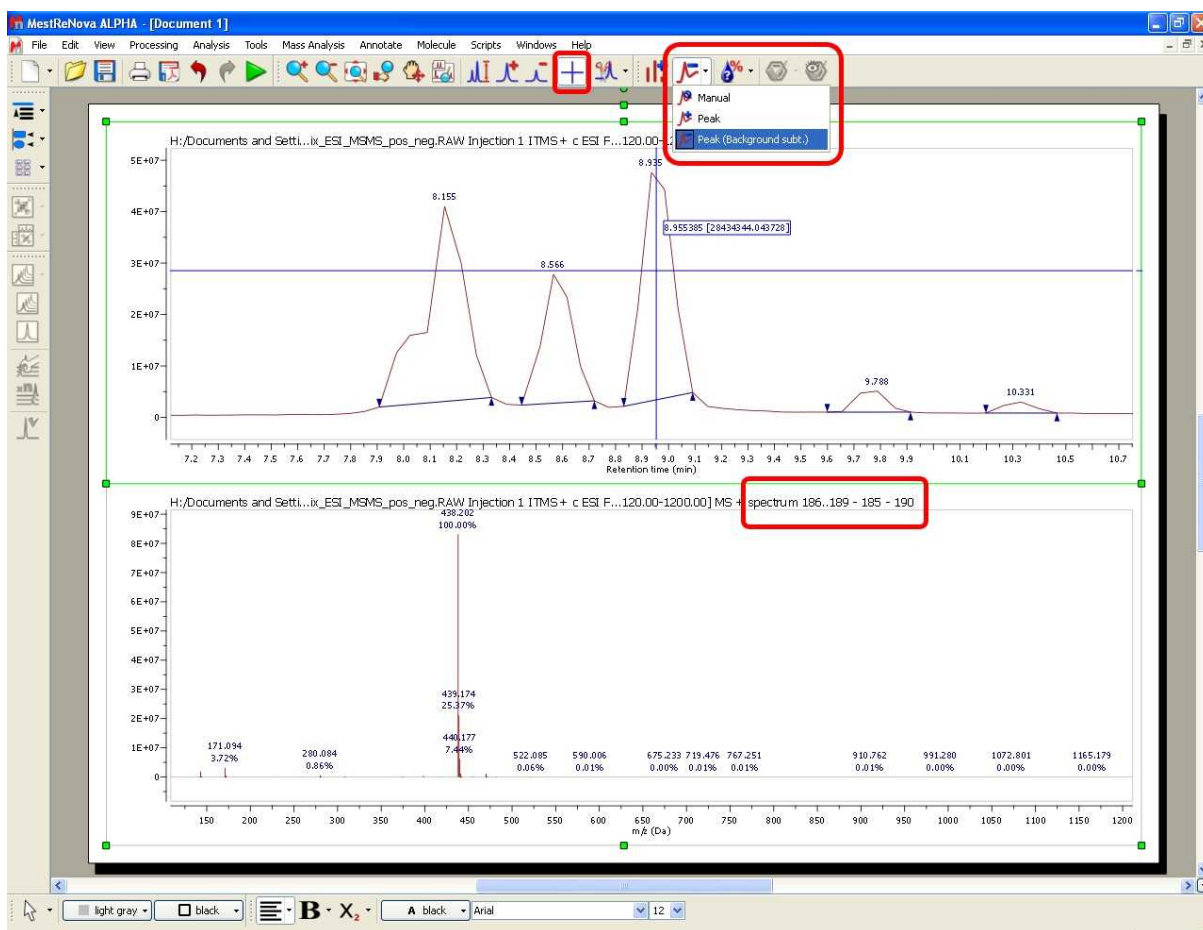 MestReNova ALPHA - [Document 1]
File Edit View Processing Analysis Tools Mass Analysis Annotate Molecule Scripts Windows Help
Manual
Peak
Peak (Background subt.)
H:/Documents and Setti...ix_ESI_MSMS_pos_neg.RAW Injection 1 ITMS+ c ESI F...120.00-12
5E+07
4E+07
3E+07
2E+07
1E+07
0
8.155
8.566
8.935
8.955385 [28434344.043728]
9.788
10.331
7.2 7.3 7.4 7.5 7.6 7.7 7.8 7.9 8.0 8.1 8.2 8.3 8.4 8.5 8.6 8.7 8.8 8.9 9.0 9.1 9.2 9.3 9.4 9.5 9.6 9.7 9.8 9.9 10.1 10.3 10.5 10.7
Retention time (min)
H:/Documents and Setti...ix_ESI_MSMS_pos_neg.RAW Injection 1 ITMS+ c ESI F...120.00-1200.00] MS + spectrum 186..189 - 185 - 190
9E+07
8E+07
7E+07
6E+07
5E+07
4E+07
3E+07
2E+07
1E+07
0
438.202
100.00%
439.174
25.37%
440.177
7.44%
171.094
3.72%
280.084
0.86%
522.085
0.06%
590.006
0.01%
675.233
0.00%
719.476
0.01%
767.251
0.01%
910.762
0.01%
991.280
0.00%
1072.801
0.00%
1165.179
0.00%
150 200 250 300 350 400 450 500 550 600 650 700 750 800 850 900 950 1000 1050 1100 1150 1200
m/z (Da)
light gray
black
B
X2
A black
Arial
12